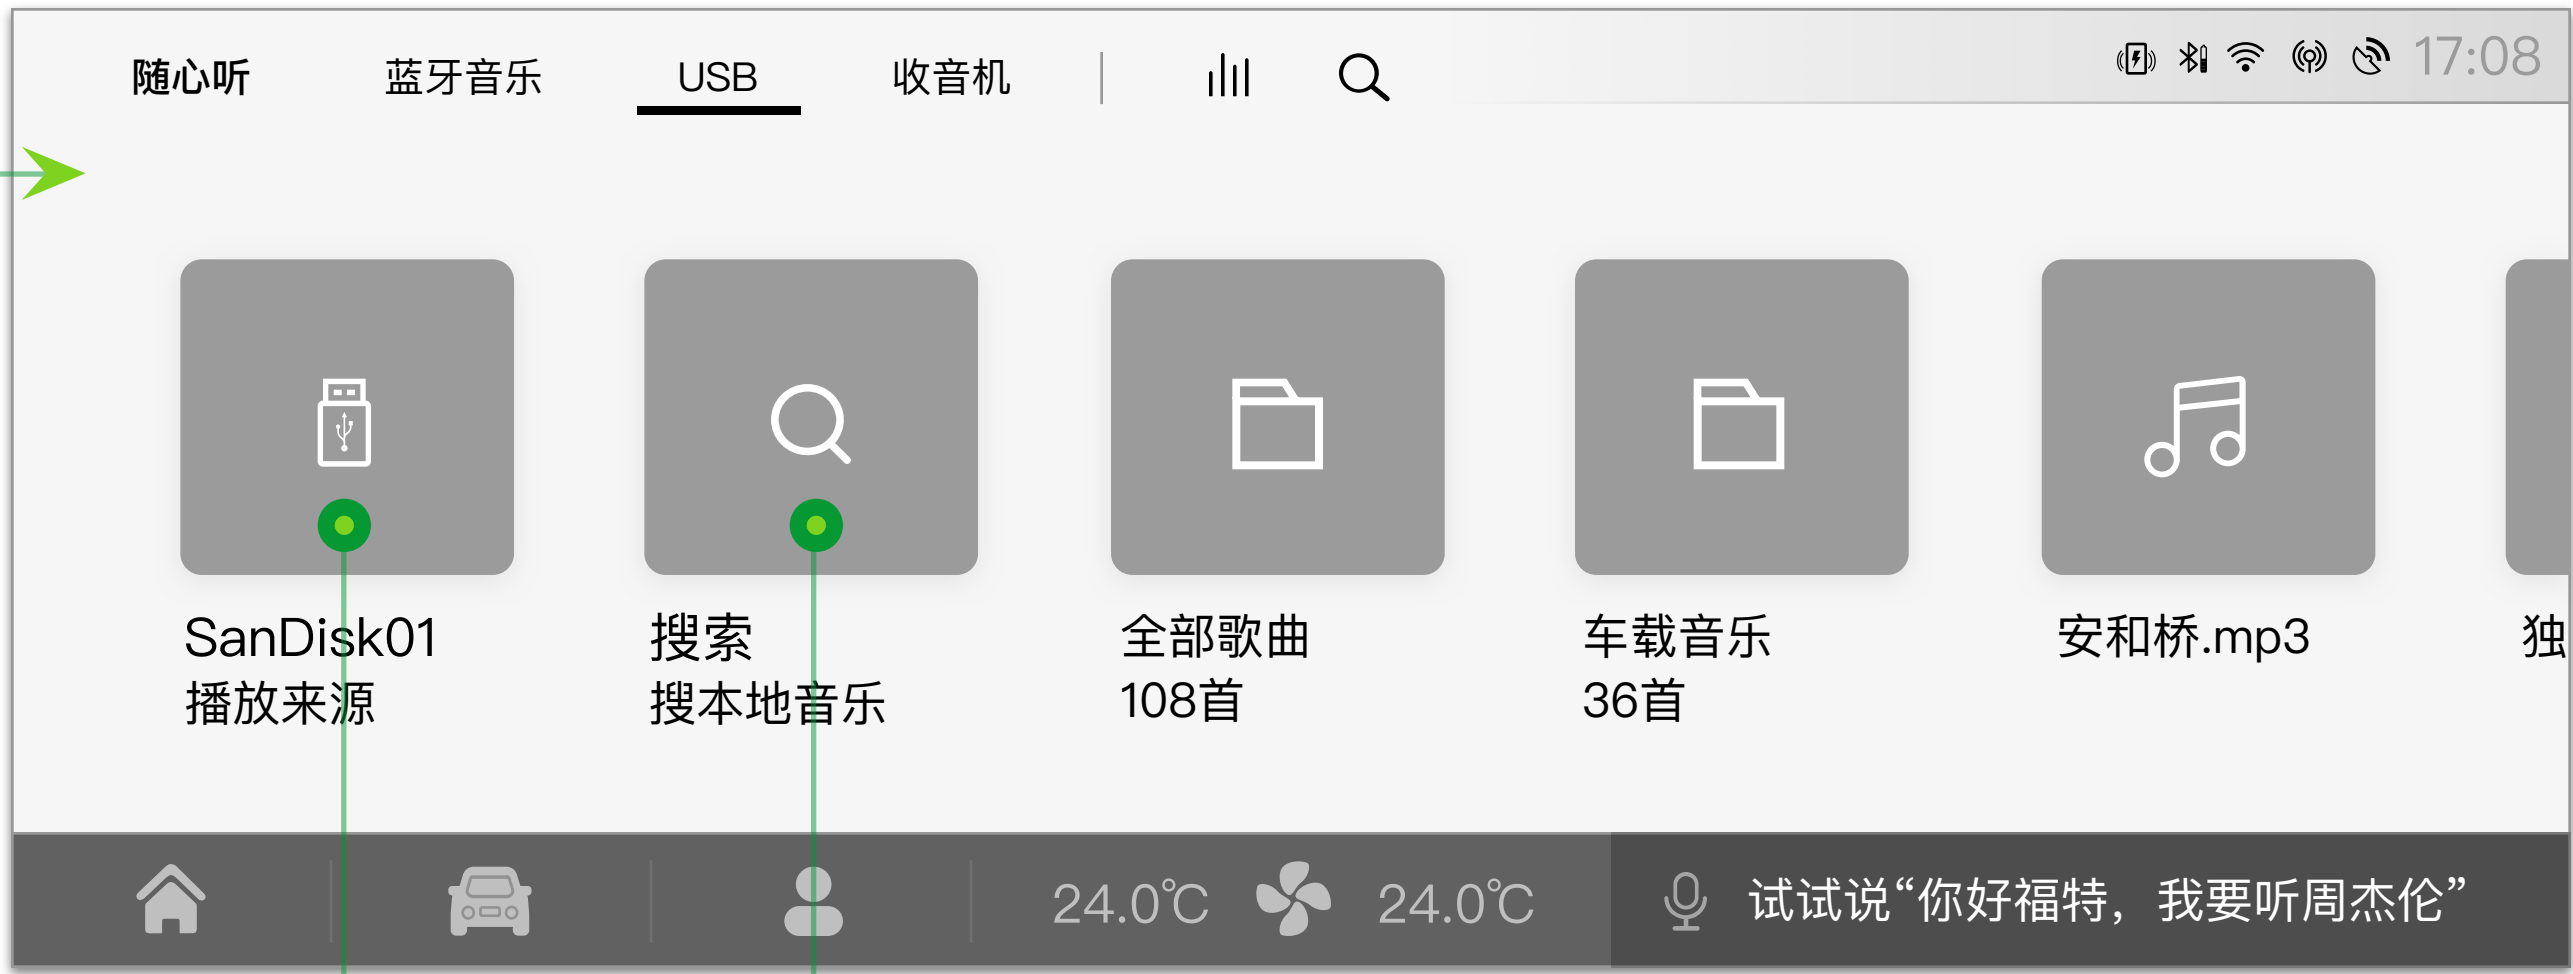 随心听
蓝牙音乐
USB
收音机
17:08
SanDisk01
播放来源
搜索
搜本地音乐
全部歌曲
108首
车载音乐
36首
安和桥.mp3
独
24.0℃
24.0℃
试试说“你好福特，我要听周杰伦”